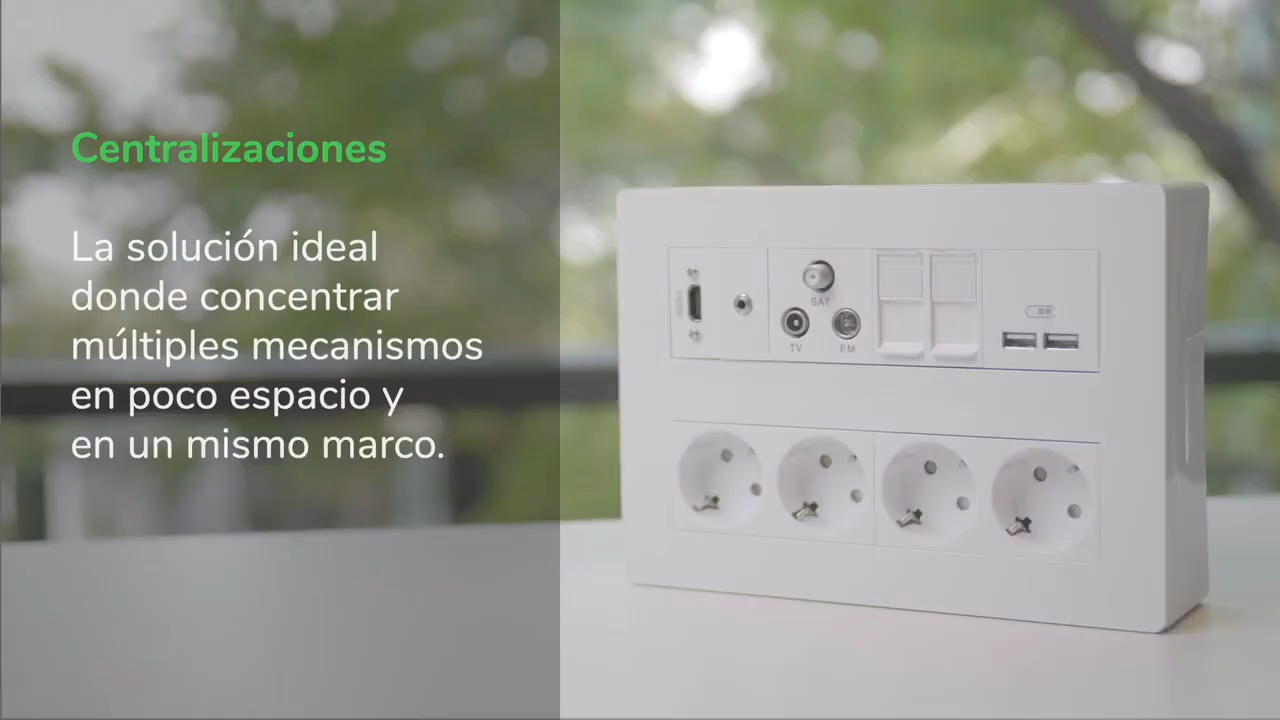 Centralizaciones
La solución ideal
donde concentrar
múltiples mecanismos
en poco espacio y
en un mismo marco.
SAT
TV
FM